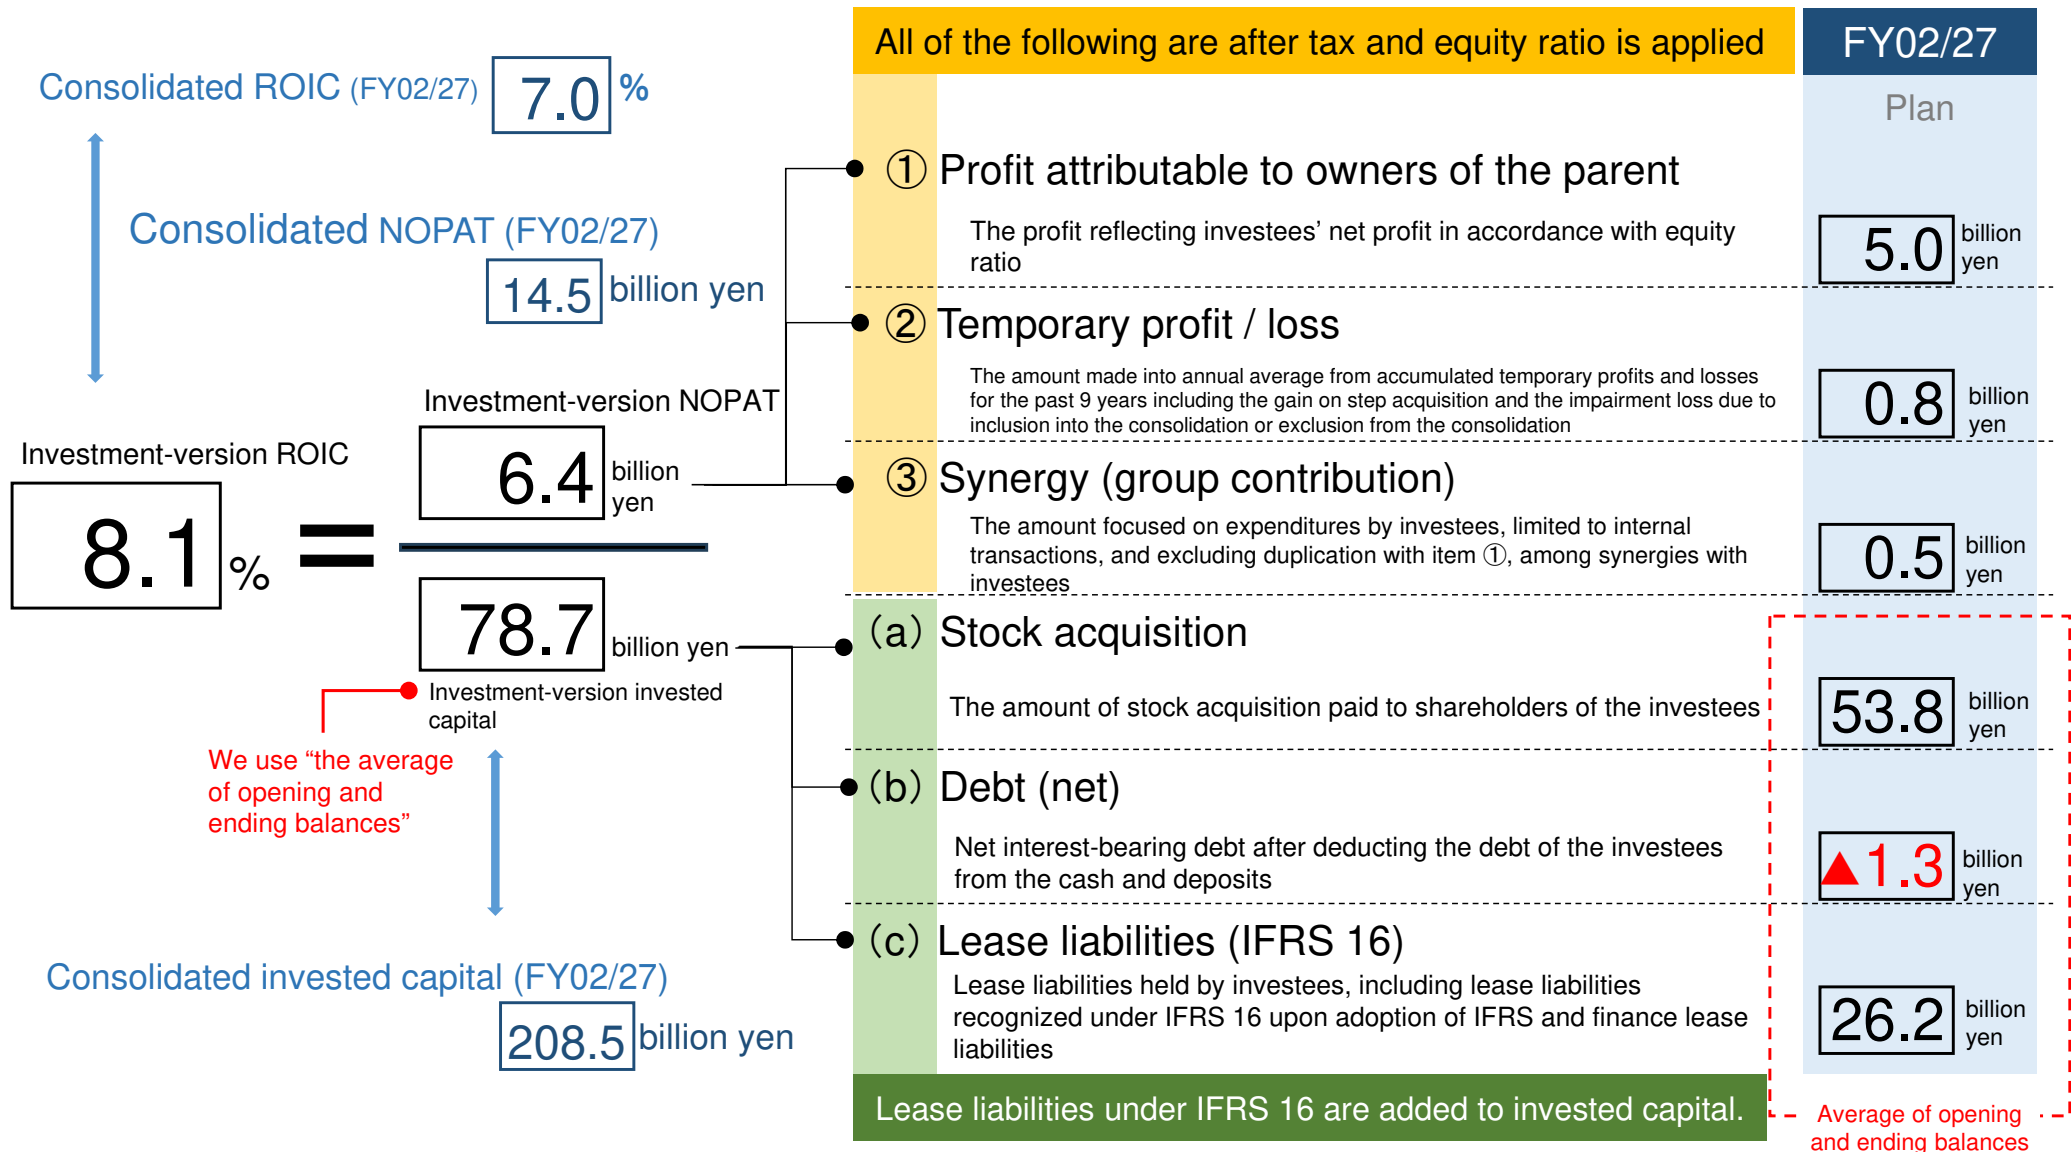 Consolidated ROIC (FY02/27) 7.0 %
Consolidated NOPAT (FY02/27)
14.5 billion yen
Investment-version NOPAT
6.4 billion
yen
Investment-version ROIC
8.1 %
=
78.7 billion yen
Investment-version invested
capital
We use “the average
of opening and
ending balances”
Consolidated invested capital (FY02/27)
208.5 billion yen
All of the following are after tax and equity ratio is applied
FY02/27
Plan
① Profit attributable to owners of the parent
The profit reflecting investees’ net profit in accordance with equity
ratio
5.0 billion
yen
② Temporary profit / loss
The amount made into annual average from accumulated temporary profits and losses
for the past 9 years including the gain on step acquisition and the impairment loss due to
inclusion into the consolidation or exclusion from the consolidation
0.8 billion
yen
③ Synergy (group contribution)
The amount focused on expenditures by investees, limited to internal
transactions, and excluding duplication with item ①, among synergies with
investees
0.5 billion
yen
（a）Stock acquisition
The amount of stock acquisition paid to shareholders of the investees
53.8 billion
yen
（b）Debt (net)
Net interest-bearing debt after deducting the debt of the investees
from the cash and deposits
▲1.3 billion
yen
（c）Lease liabilities (IFRS 16)
Lease liabilities held by investees, including lease liabilities
recognized under IFRS 16 upon adoption of IFRS and finance lease
liabilities
26.2 billion
yen
Lease liabilities under IFRS 16 are added to invested capital.
Average of opening
and ending balances